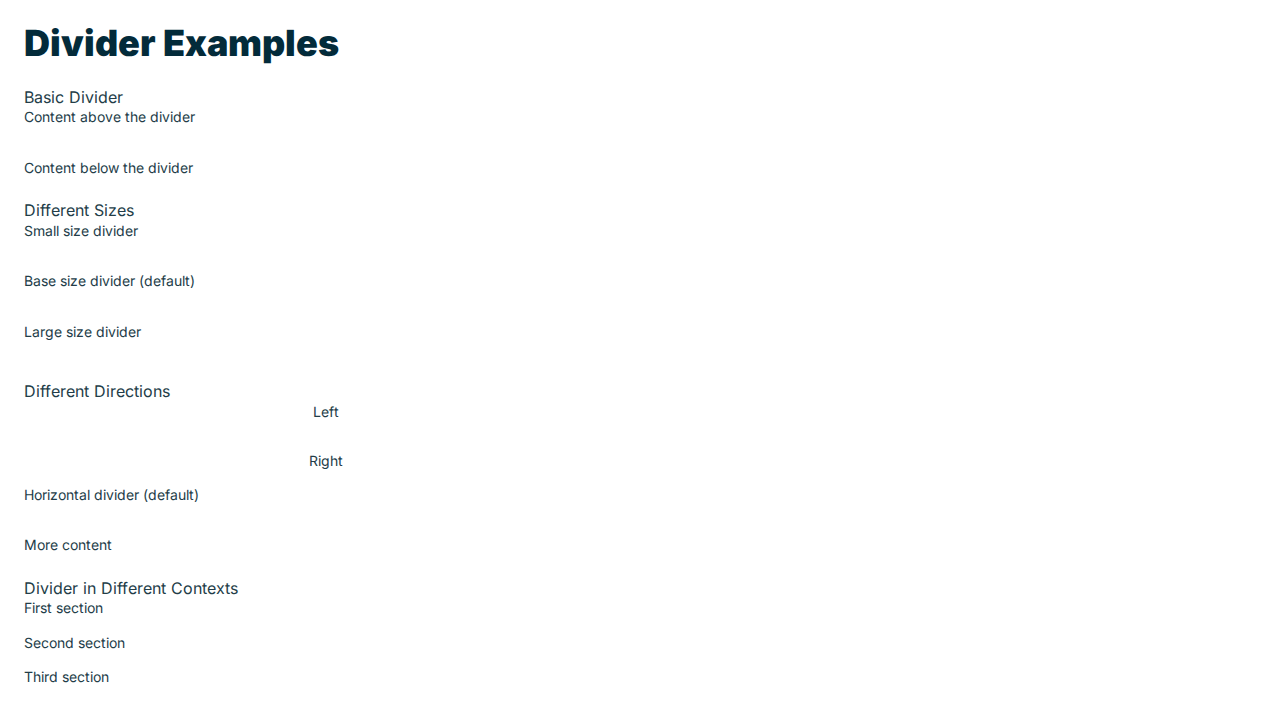 Divider Examples
Basic Divider
Content above the divider
Content below the divider
Different Sizes
Small size divider
Base size divider (default)
Large size divider
Different Directions
Left
Right
Horizontal divider (default)
More content
Divider in Different Contexts
First section
Second section
Third section